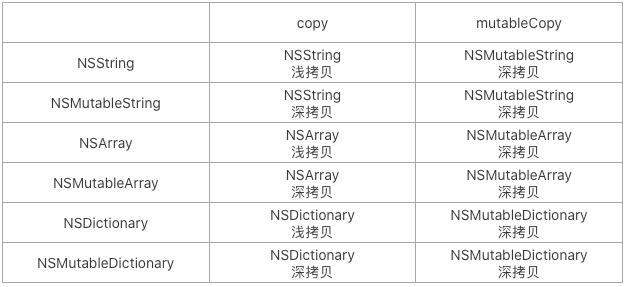 copy
mutableCopy
NSString
NSString
浅拷贝
NSMutableString
深拷贝
NSMutableString
NSString
深拷贝
NSMutableString
深拷贝
NSArray
NSArray
浅拷贝
NSMutableArray
深拷贝
NSMutableArray
NSArray
深拷贝
NSMutableArray
深拷贝
NSDictionary
NSDictionary
浅拷贝
NSMutableDictionary
深拷贝
NSMutableDictionary
NSDictionary
深拷贝
NSMutableDictionary
深拷贝